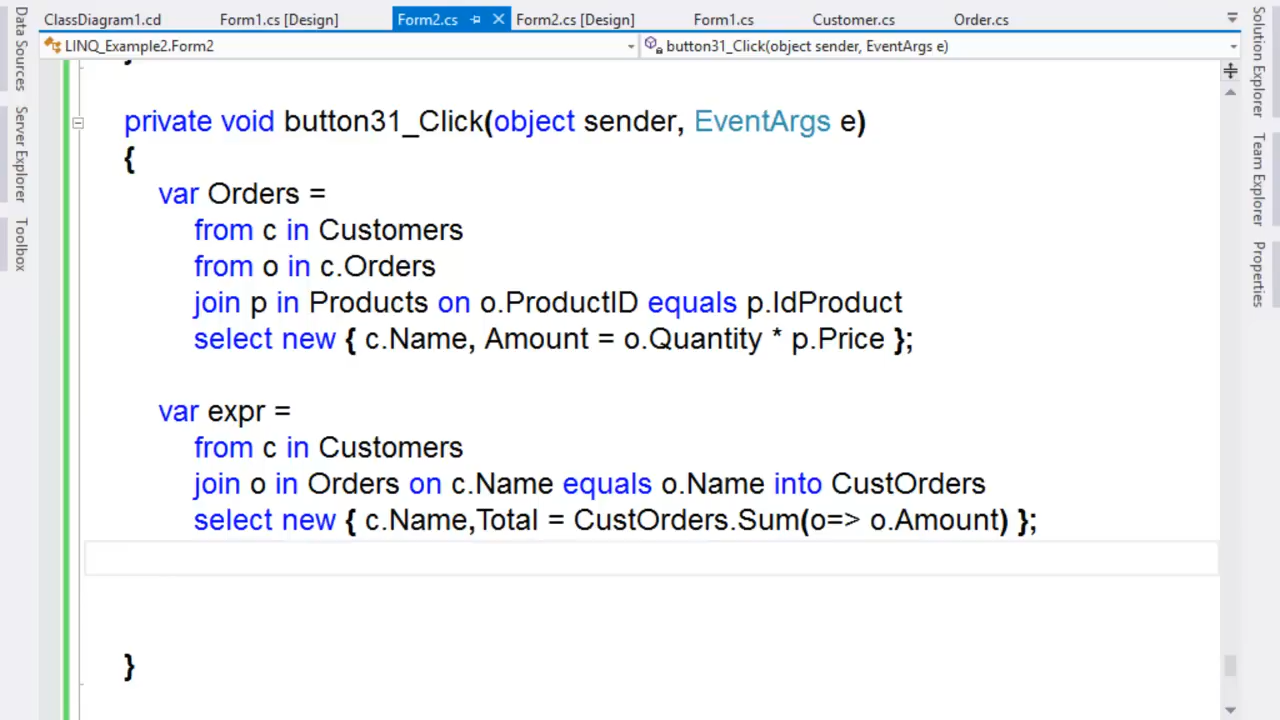 ClassDiagram1.cd Form1.cs [Design] Form2.cs Form2.cs [Design] Form1.cs Customer.cs Order.cs
LINQ_Example2.Form2 button31_Click(object sender, EventArgs e)
Data Sources
Server Explorer
Toolbox
}
private void button31_Click(object sender, EventArgs e)
{
var Orders =
from c in Customers
from o in c.Orders
join p in Products on o.ProductID equals p.IdProduct
select new { c.Name, Amount = o.Quantity * p.Price };
var expr =
from c in Customers
join o in Orders on c.Name equals o.Name into CustOrders
select new { c.Name,Total = CustOrders.Sum(o=> o.Amount) };
}
Solution Explorer
Team Explorer
Properties